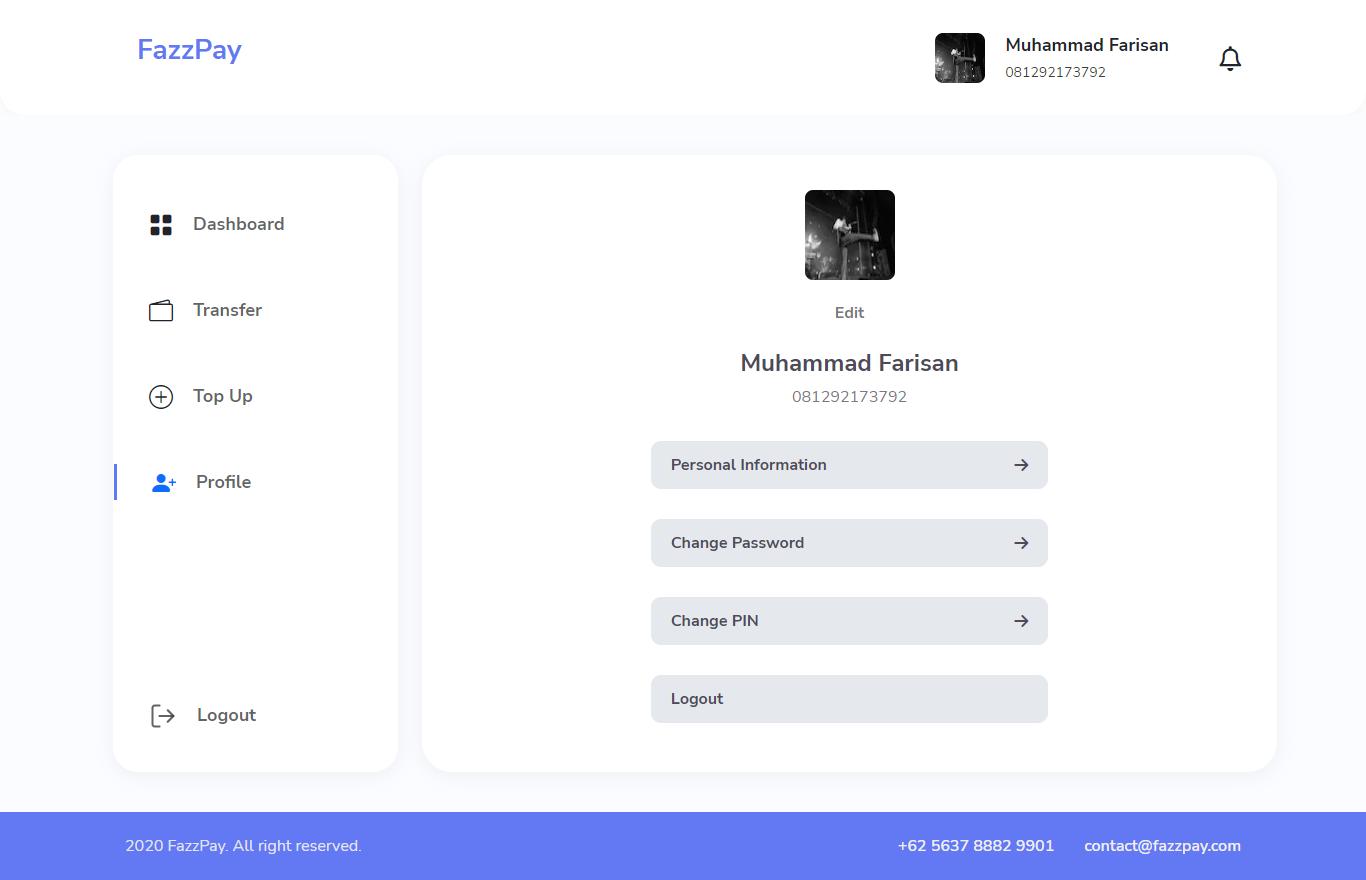 FazzPay
Muhammad Farisan
081292173792
Dashboard
Transfer
Top Up
Profile
Logout
Edit
Muhammad Farisan
081292173792
Personal Information
Change Password
Change PIN
Logout
2020 FazzPay. All right reserved.
+62 5637 8882 9901
contact@fazzpay.com